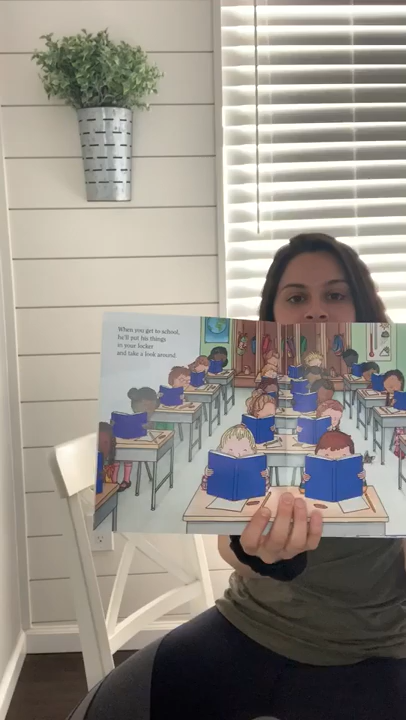 When you get to school,
he'll put his things
in your locker
and take a look around.